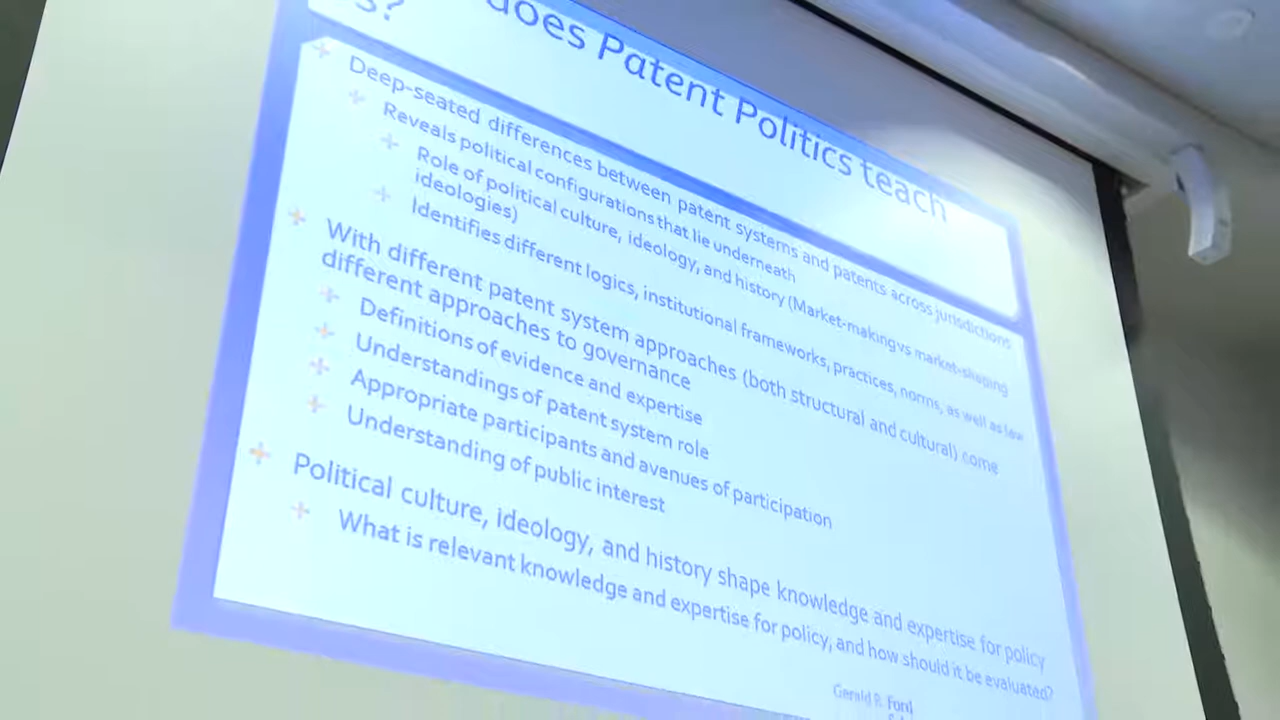 does Patent Politics teach
s?
Deep-seated differences between patent systems and patents across jurisdictions
Reveals political configurations that lie underneath
Role of political culture, ideology, and history (Market-making vs market-shaping
ideologies)
Identifies different logics, institutional frameworks, practices, norms, as well as law
With different patent system approaches (both structural and cultural) come
different approaches to governance
Definitions of evidence and expertise
Understandings of patent system role
Appropriate participants and avenues of participation
Understanding of public interest
Political culture, ideology, and history shape knowledge and expertise for policy
What is relevant knowledge and expertise for policy, and how should it be evaluated?
Gerald R. Ford